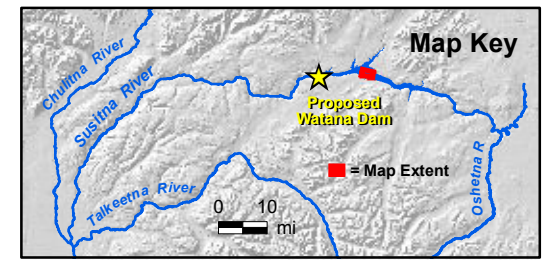 Map Key
Chulitna River
Susitna River
Proposed
Watana Dam
= Map Extent
Talkeetna River
Oshetna R
0 10
mi